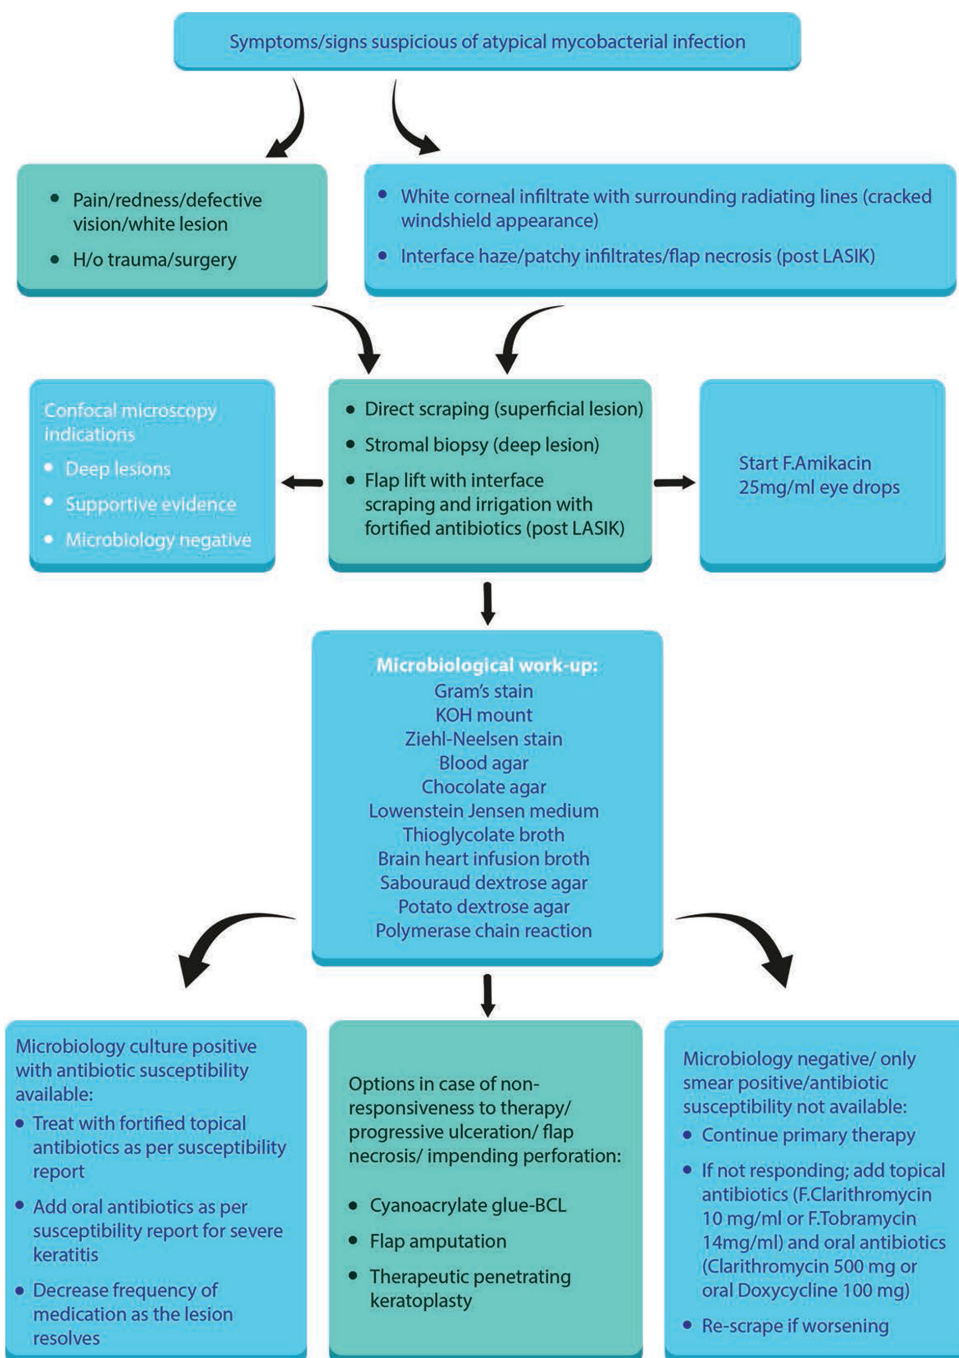 Symptoms/signs suspicious of atypical mycobacterial infection
• Pain/redness/defective
vision/white lesion
• H/o trauma/surgery
• White corneal infiltrate with surrounding radiating lines (cracked
windshield appearance)
• Interface haze/patchy infiltrates/flap necrosis (post LASIK)
Confocal microscopy
indications
• Deep lesions
• Supportive evidence
• Microbiology negative
• Direct scraping (superficial lesion)
• Stromal biopsy (deep lesion)
• Flap lift with interface
scraping and irrigation with
fortified antibiotics (post LASIK)
Start F.Amikacin
25mg/ml eye drops
Microbiological work-up:
Gram's stain
KOH mount
Ziehl-Neelsen stain
Blood agar
Chocolate agar
Lowenstein Jensen medium
Thioglycolate broth
Brain heart infusion broth
Sabouraud dextrose agar
Potato dextrose agar
Polymerase chain reaction
Microbiology culture positive
with antibiotic susceptibility
available:
• Treat with fortified topical
antibiotics as per susceptibility
report
• Add oral antibiotics as per
susceptibility report for severe
keratitis
• Decrease frequency of
medication as the lesion
resolves
Options in case of non-
responsiveness to therapy/
progressive ulceration/ flap
necrosis/ impending perforation:
• Cyanoacrylate glue-BCL
• Flap amputation
• Therapeutic penetrating
keratoplasty
Microbiology negative/ only
smear positive/antibiotic
susceptibility not available:
• Continue primary therapy
• If not responding; add topical
antibiotics (F.Clarithromycin
10 mg/ml or F.Tobramycin
14mg/ml) and oral antibiotics
(Clarithromycin 500 mg or
oral Doxycycline 100 mg)
• Re-scrape if worsening